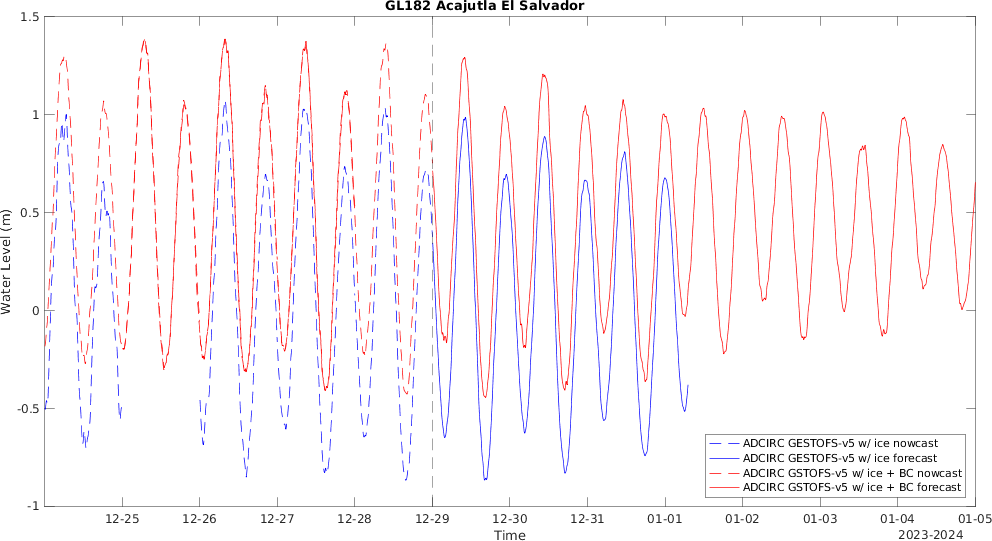 GL182 Acajutla El Salvador
Water Level (m)
1.5
1
0.5
0
-0.5
-1
ADCIRC GESTOFS-v5 w/ ice nowcast
ADCIRC GESTOFS-v5 w/ ice forecast
ADCIRC GSTOFS-v5 w/ ice + BC nowcast
ADCIRC GSTOFS-v5 w/ ice + BC forecast
12-25 12-26 12-27 12-28 12-29 12-30 12-31 01-01 01-02 01-03 01-04 01-05
Time
2023-2024